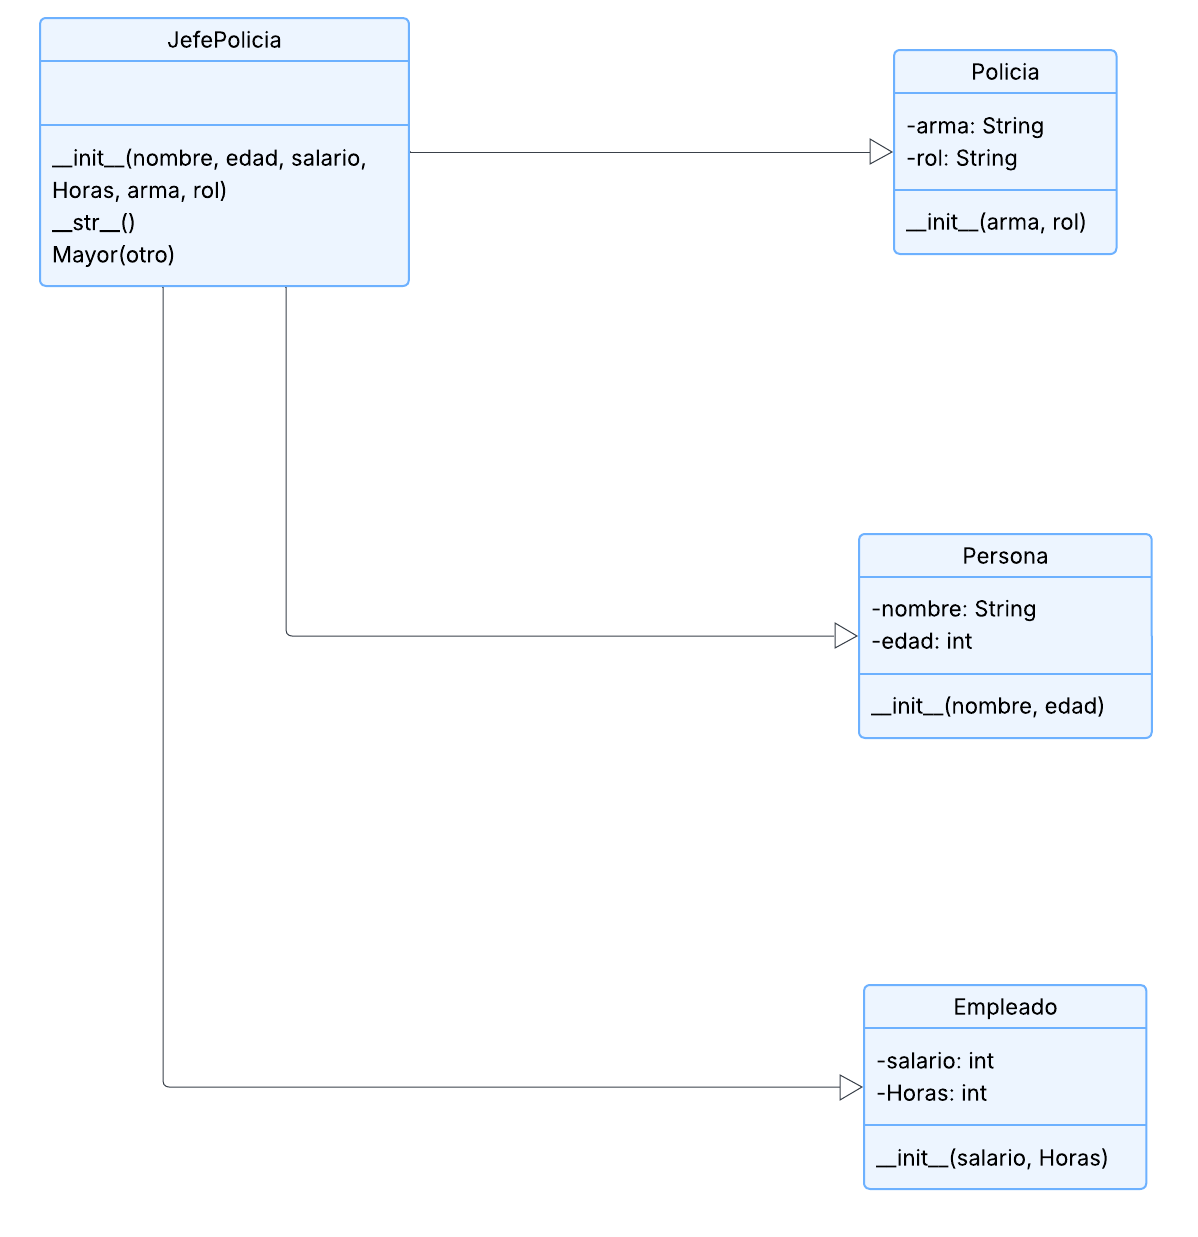 JefePolicia
__init__(nombre, edad, salario,
Horas, arma, rol)
__str__()
Mayor(otro)
Policia
-arma: String
-rol: String
__init__(arma, rol)
Persona
-nombre: String
-edad: int
__init__(nombre, edad)
Empleado
-salario: int
-Horas: int
__init__(salario, Horas)